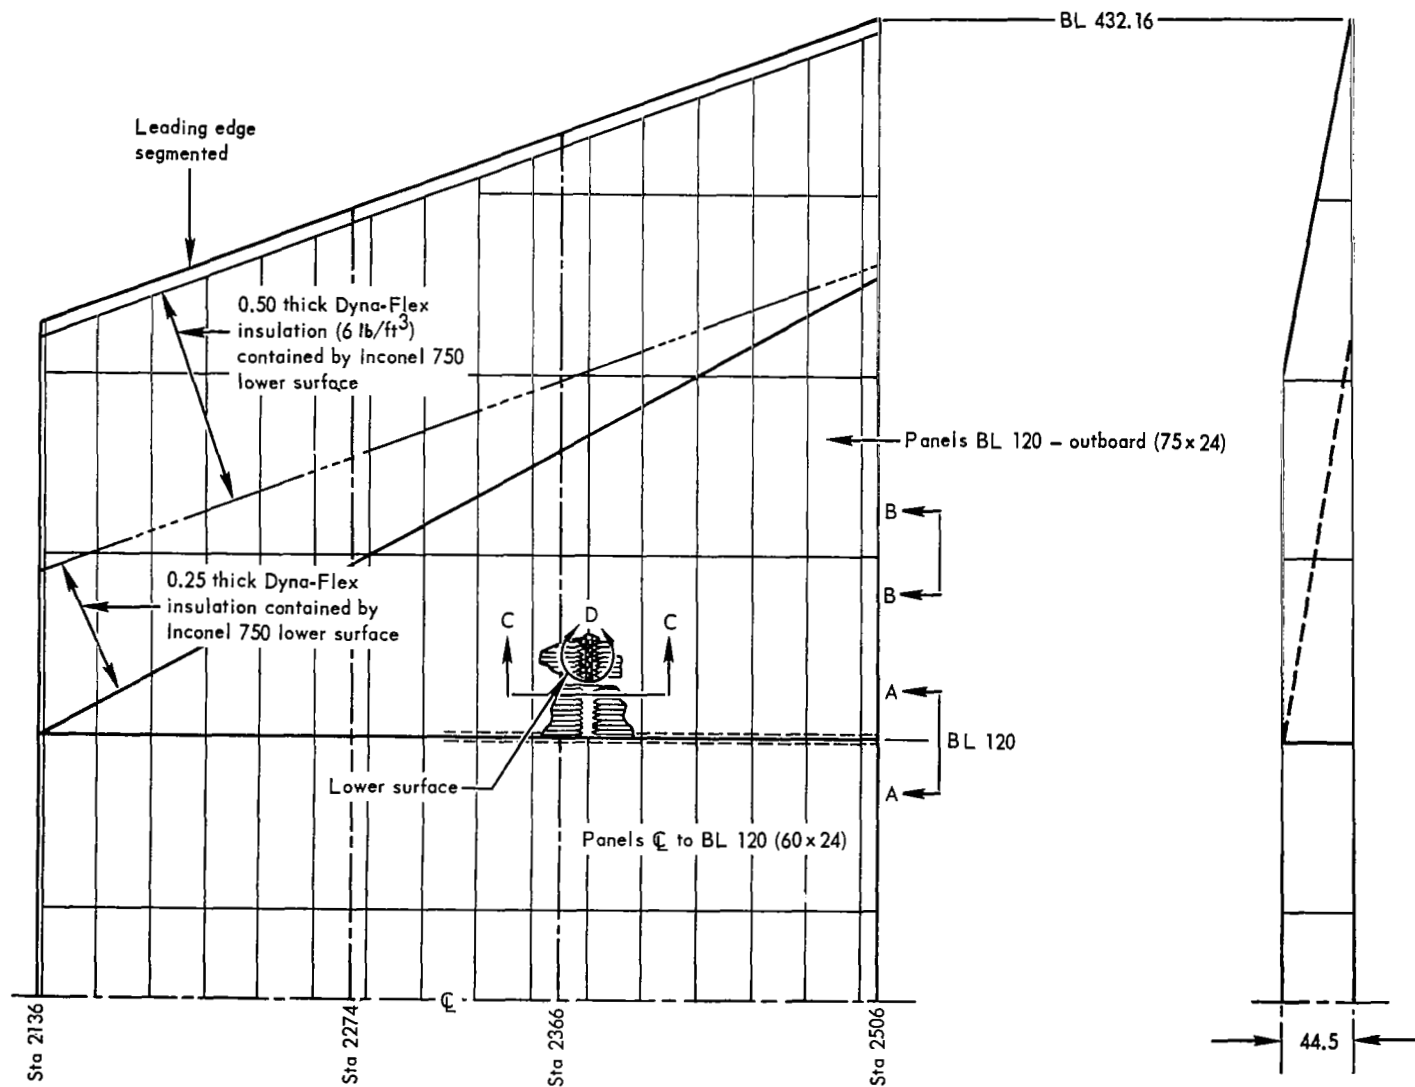 BL 432.16
Leading edge
segmented
0.50 thick Dyna-Flex
insulation (6 lb/ft³)
contained by Inconel 750
lower surface
Panels BL 120 – outboard (75 x 24)
B
B
0.25 thick Dyna-Flex
insulation contained by
Inconel 750 lower surface
C
D
C
A
BL 120
Lower surface
A
Panels ℄ to BL 120 (60 x 24)
℄
Sta 2136
Sta 2274
Sta 2366
Sta 2506
44.5